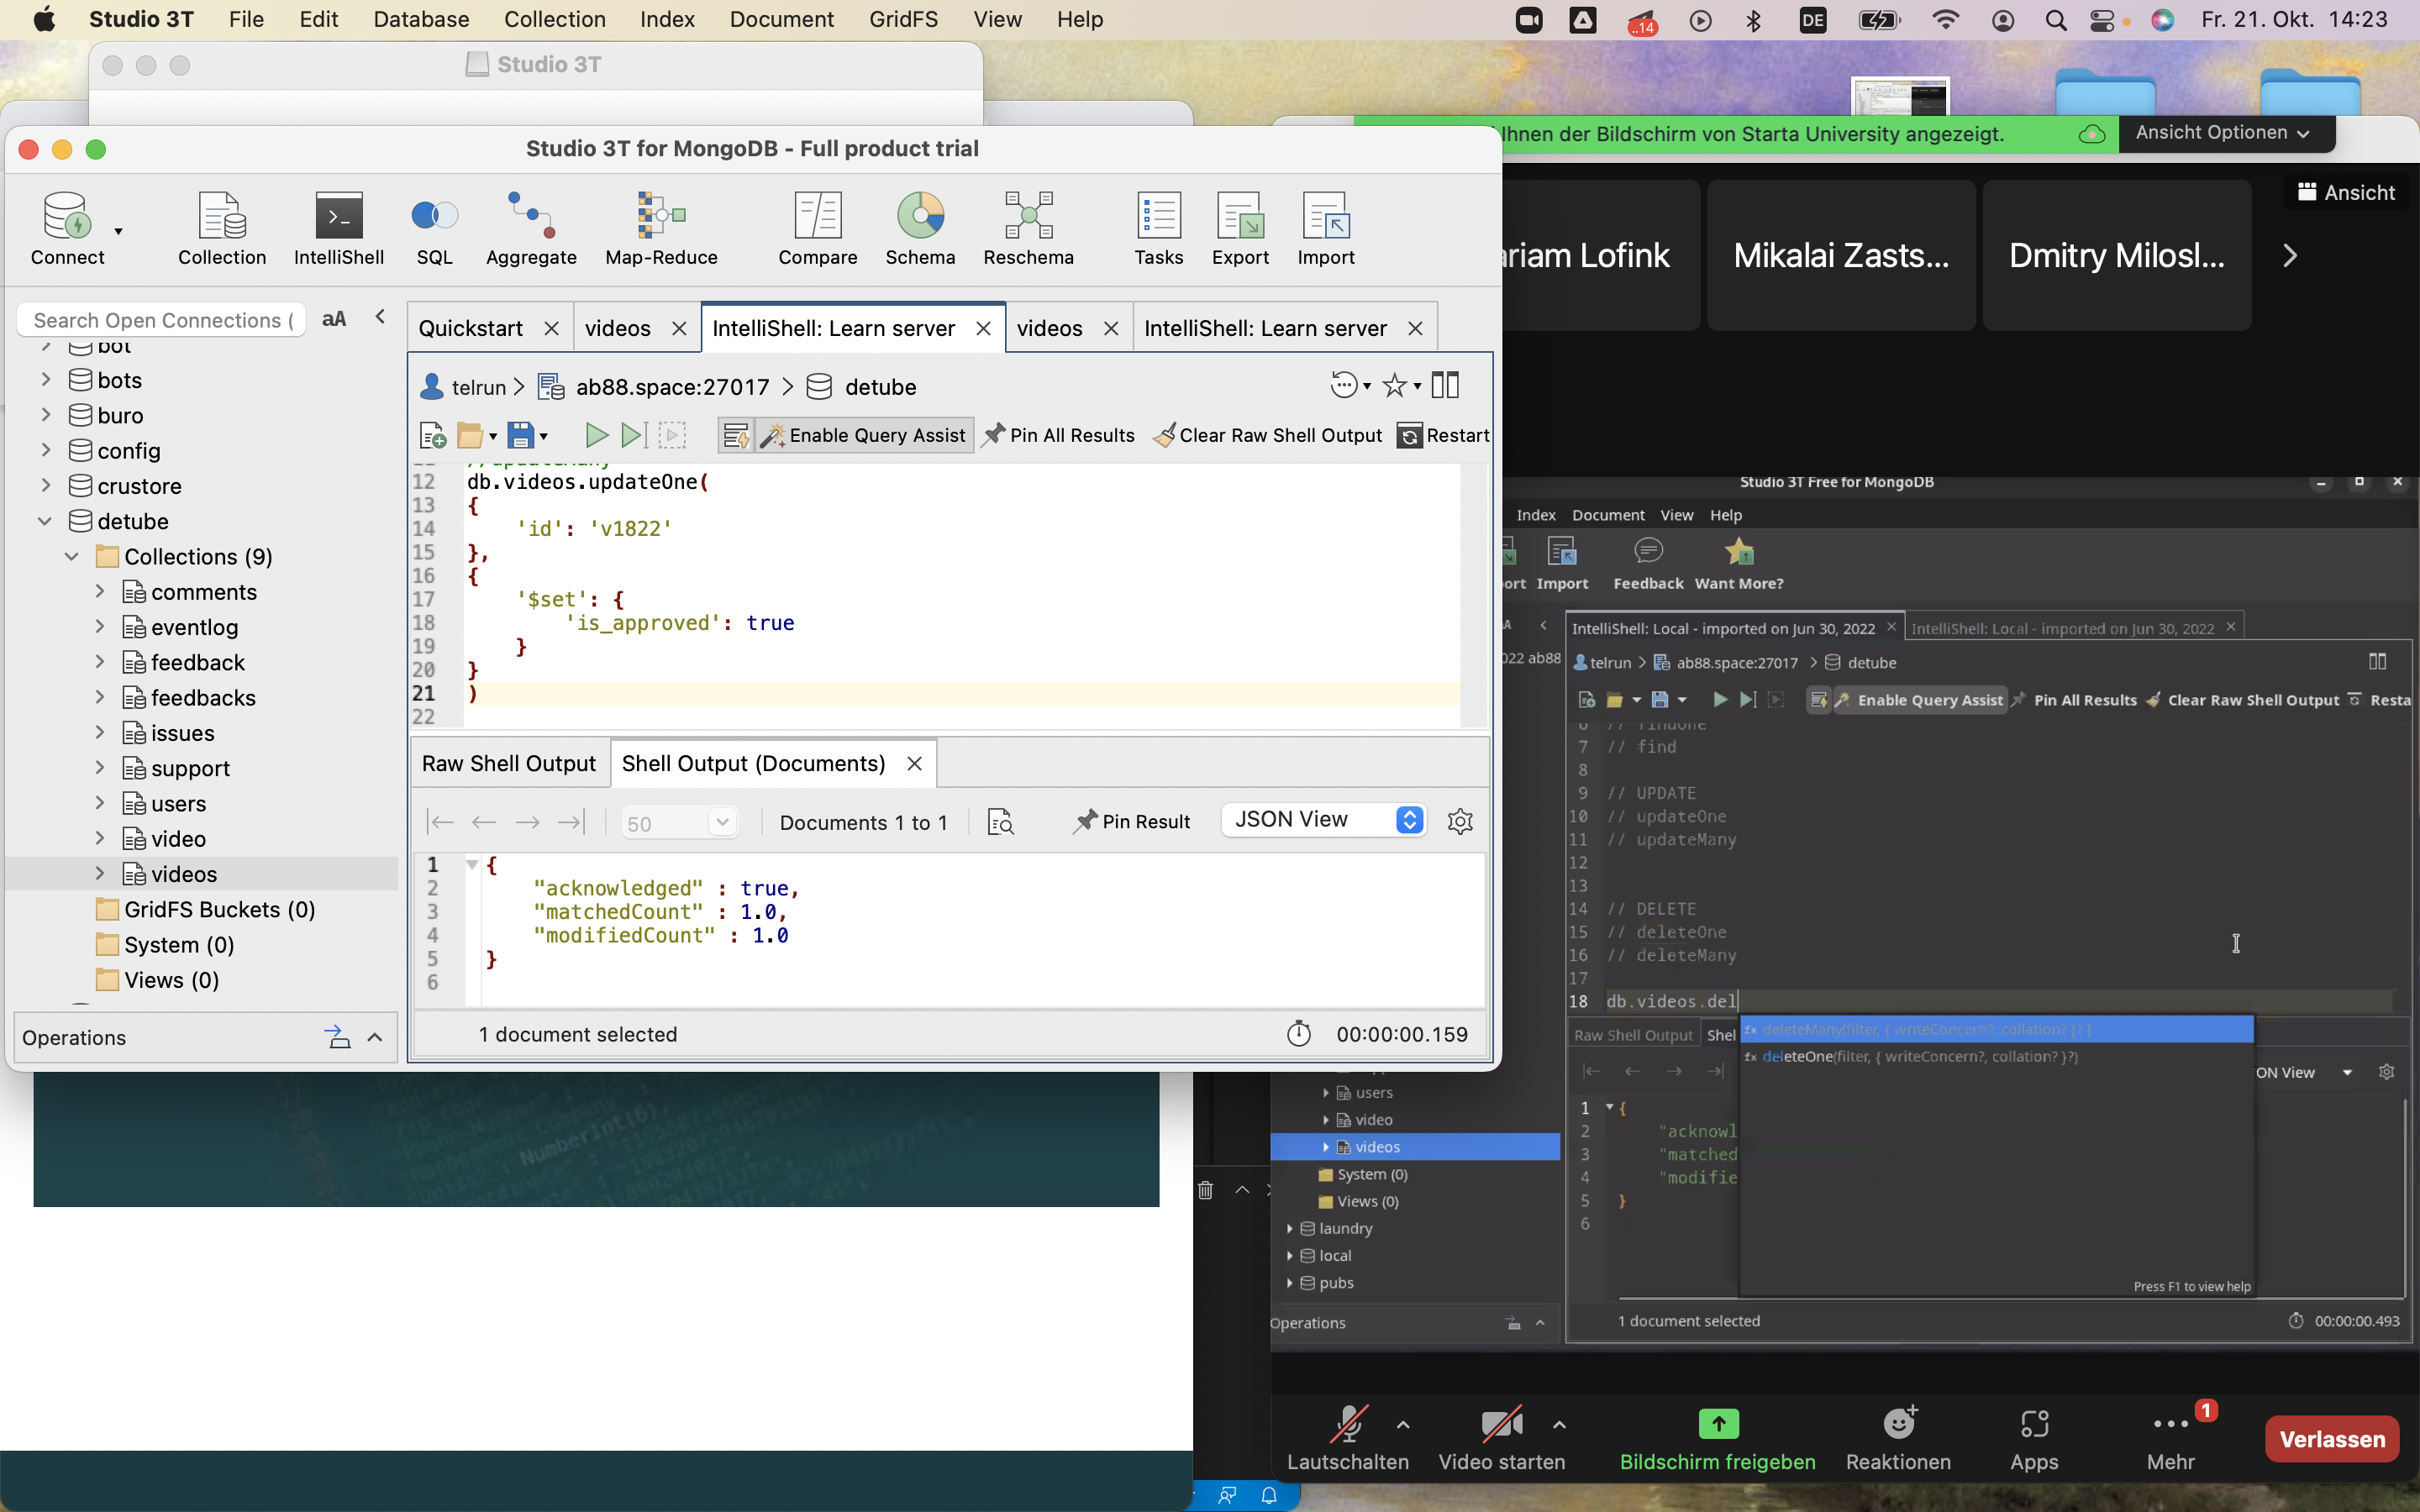 Studio 3T File Edit Database Collection Index Document GridFS View Help
..14 DE Fr. 21. Okt. 14:23
Studio 3T
Studio 3T for MongoDB - Full product trial
Connect Collection IntelliShell SQL Aggregate Map-Reduce Compare Schema Reschema Tasks Export Import
Search Open Connections ( aA
bot
bots
buro
config
crustore
detube
Collections (9)
comments
eventlog
feedback
feedbacks
issues
support
users
video
videos
GridFS Buckets (0)
System (0)
Views (0)
Operations
Quickstart videos IntelliShell: Learn server videos IntelliShell: Learn server
telrun > ab88.space:27017 > detube
Enable Query Assist Pin All Results Clear Raw Shell Output Restart
//updateMany
12 db.videos.updateOne(
13 {
14 'id': 'v1822'
15 },
16 {
17 '$set': {
18 'is_approved': true
19 }
20 }
21 )
22
Raw Shell Output Shell Output (Documents)
50 Documents 1 to 1 Pin Result JSON View
1 {
2 "acknowledged" : true,
3 "matchedCount" : 1.0,
4 "modifiedCount" : 1.0
5 }
6
1 document selected 00:00:00.159
NumberInt(6),
Ihnen der Bildschirm von Starta University angezeigt. Ansicht Optionen
Ansicht
ariam Lofink Mikalai Zasts... Dmitry Milosl...
Studio 3T Free for MongoDB
Index Document View Help
ort Import Feedback Want More?
IntelliShell: Local - imported on Jun 30, 2022 IntelliShell: Local - imported on Jun 30, 2022
022 ab88 telrun > ab88.space:27017 > detube
Enable Query Assist Pin All Results Clear Raw Shell Output Resta
6 // findOne
7 // find
8
9 // UPDATE
10 // updateOne
11 // updateMany
12
13
14 // DELETE
15 // deleteOne
16 // deleteMany
17
18 db.videos.del
Raw Shell Output Shel
fx deleteMany(filter, { writeConcern?, collation? }? )
fx deleteOne(filter, { writeConcern?, collation? }?)
ON View
1 {
2 "acknowl
3 "matched
4 "modifie
5 }
6
Press F1 to view help
1 document selected 00:00:00.493
users
video
videos
System (0)
Views (0)
laundry
local
pubs
Operations
Lautschalten Video starten Bildschirm freigeben Reaktionen Apps Mehr 1 Verlassen